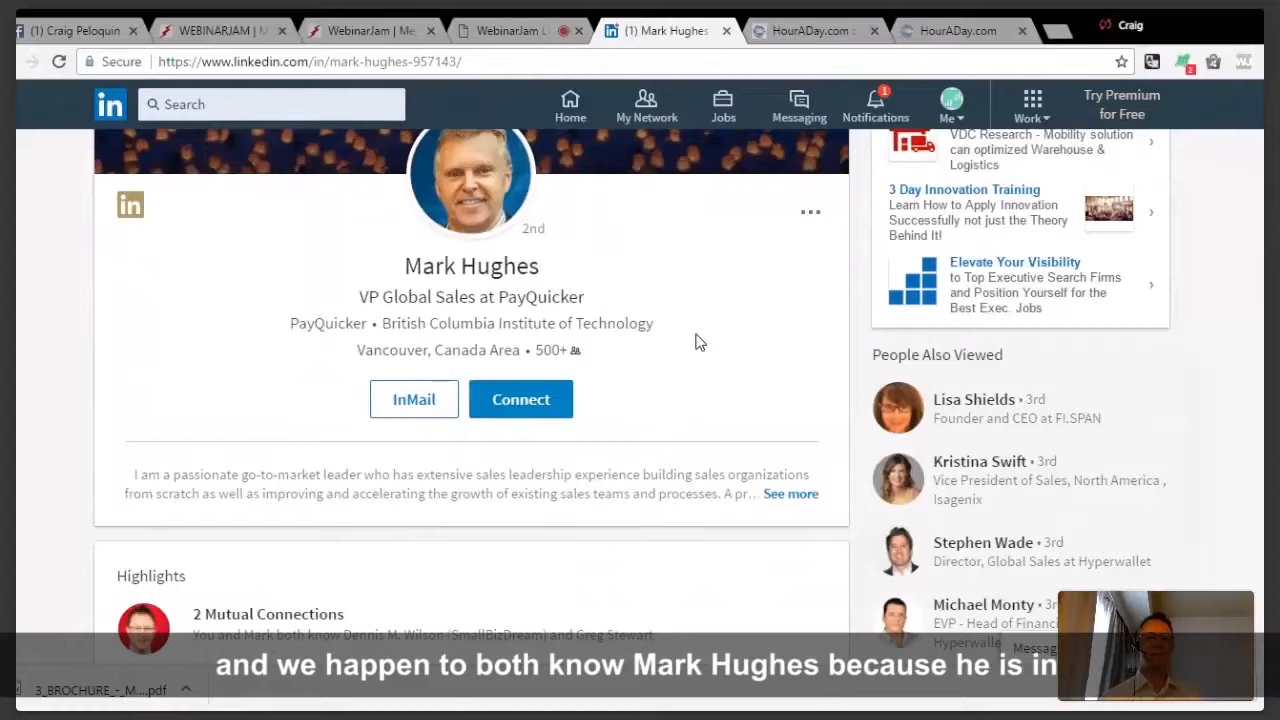 (1) Craig Peloquin
WEBINARJAM | M
WebinarJam | Me
WebinarJam L
(1) Mark Hughes
HourADay.com :
HourADay.com
Craig
Secure
https://www.linkedin.com/in/mark-hughes-957143/
2
in
Search
Home
My Network
Jobs
Messaging
1
Notifications
Me
Work
Try Premium
for Free
in
2nd
Mark Hughes
VP Global Sales at PayQuicker
PayQuicker • British Columbia Institute of Technology
Vancouver, Canada Area • 500+
InMail
Connect
I am a passionate go-to-market leader who has extensive sales leadership experience building sales organizations
from scratch as well as improving and accelerating the growth of existing sales teams and processes. A pr…
See more
Highlights
2 Mutual Connections
You and Mark both know Dennis M. Wilson (SmallBizDream) and Greg Stewart
VDC Research - Mobility solution
can optimized Warehouse &
Logistics
3 Day Innovation Training
Learn How to Apply Innovation
Successfully not just the Theory
Behind It!
Elevate Your Visibility
to Top Executive Search Firms
and Position Yourself for the
Best Exec. Jobs
People Also Viewed
Lisa Shields • 3rd
Founder and CEO at FI.SPAN
Kristina Swift • 3rd
Vice President of Sales, North America ,
Isagenix
Stephen Wade • 3rd
Director, Global Sales at Hyperwallet
Michael Monty • 3r
EVP - Head of Financi
Hyperwalle
Messag
and we happen to both know Mark Hughes because he is in
3_BROCHURE_-_M....pdf